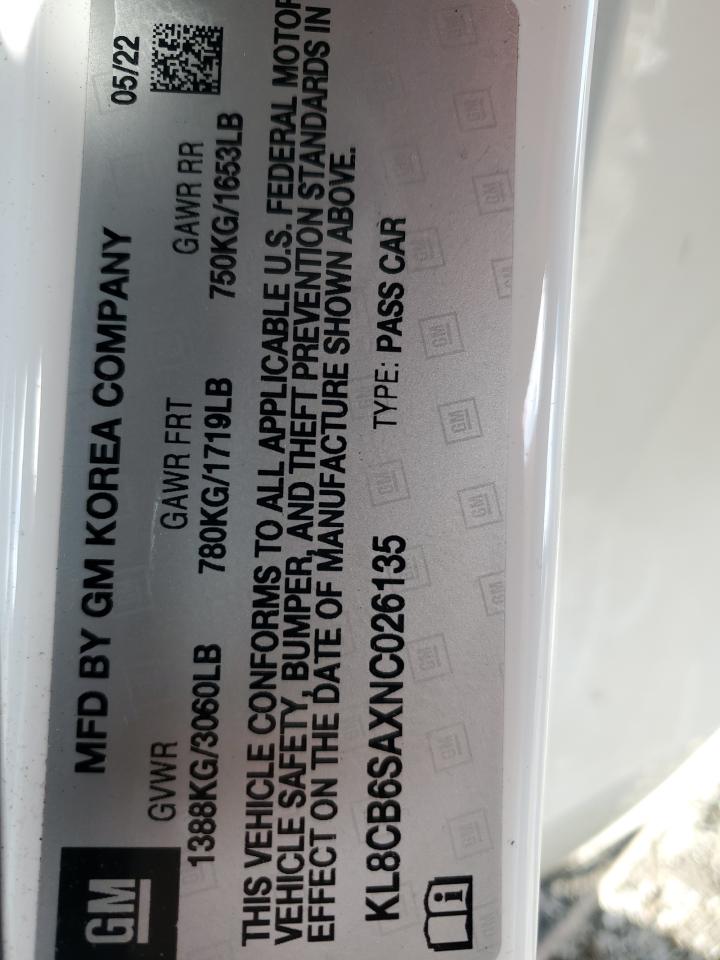 GM
MFD BY GM KOREA COMPANY 05/22
GVWR GAWR FRT GAWR RR
1388KG/3060LB 780KG/1719LB 750KG/1653LB
THIS VEHICLE CONFORMS TO ALL APPLICABLE U.S. FEDERAL MOTOR
VEHICLE SAFETY, BUMPER, AND THEFT PREVENTION STANDARDS IN
EFFECT ON THE DATE OF MANUFACTURE SHOWN ABOVE.
KL8CB6SAXNC026135 TYPE: PASS CAR